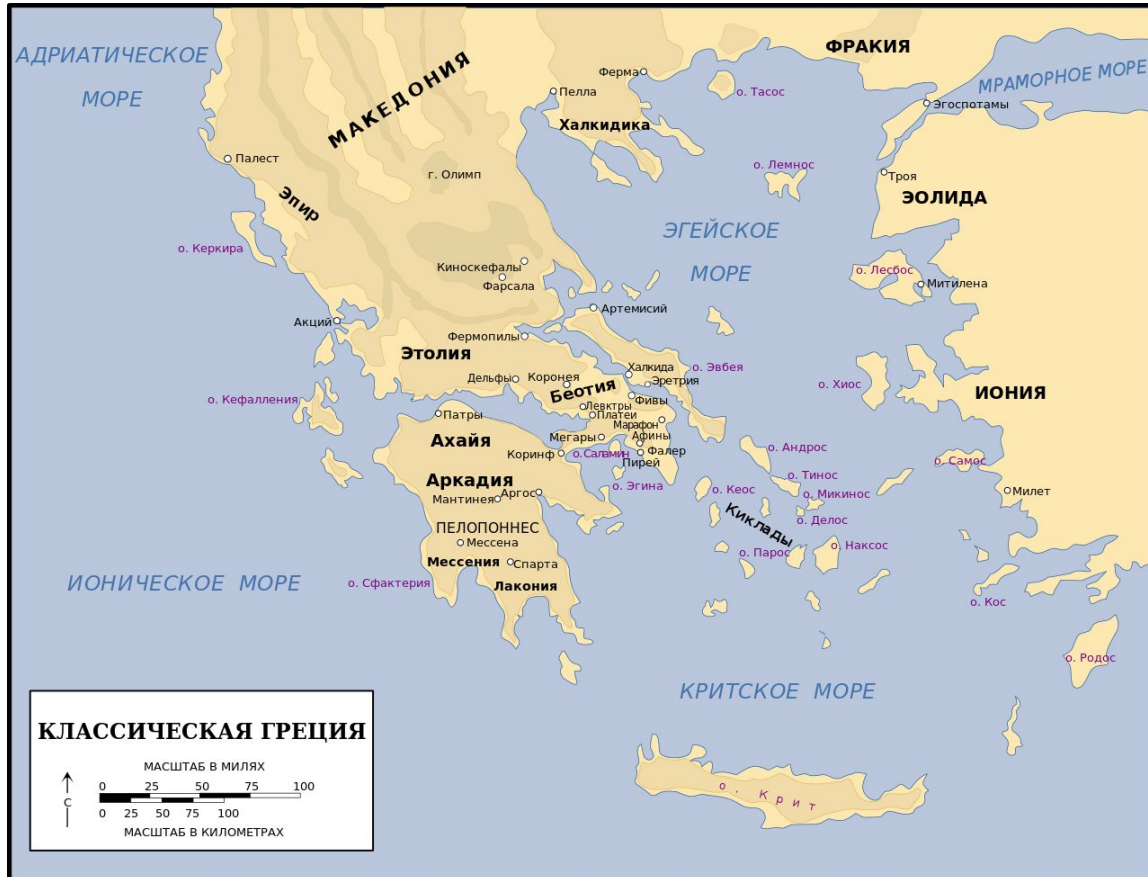 АДРИАТИЧЕСКОЕ
МОРЕ
МАКЕДОНИЯ
ФРАКИЯ
МРАМОРНОЕ МОРЕ
Ферма
Пелла
о. Тасос
Эгоспотамы
Халкидика
Палест
г. Олимп
о. Лемнос
Троя
ЭОЛИДА
Эпир
ЭГЕЙСКОЕ
МОРЕ
о. Керкира
Киноскефалы
Фарсала
о. Лесбос
Митилена
Акций
Артемисий
Фермопилы
Этолия
Дельфы
Коронея
Халкида
о. Эвбея
Эретрия
Беотия
о. Хиос
ИОНИЯ
о. Кефалления
Фивы
Левктры
Платеи
Патры
Марафон
Ахайя
Мегары
Афины
о. Андрос
Коринф
о.Саламин
Фалер
Пирей
о. Самос
Аркадия
о. Тинос
о. Эгина
о. Кеос
о. Микинос
Милет
Мантинея
Аргос
Киклады
о. Делос
ПЕЛОПОННЕС
Мессена
о. Парос
о. Наксос
Мессения
Спарта
ИОНИЧЕСКОЕ МОРЕ
о. Сфактерия
Лакония
о. Кос
о. Родос
КРИТСКОЕ МОРЕ
о. Крит
КЛАССИЧЕСКАЯ ГРЕЦИЯ
МАСШТАБ В МИЛЯХ
0 25 50 75 100
С
0 25 50 75 100
МАСШТАБ В КИЛОМЕТРАХ